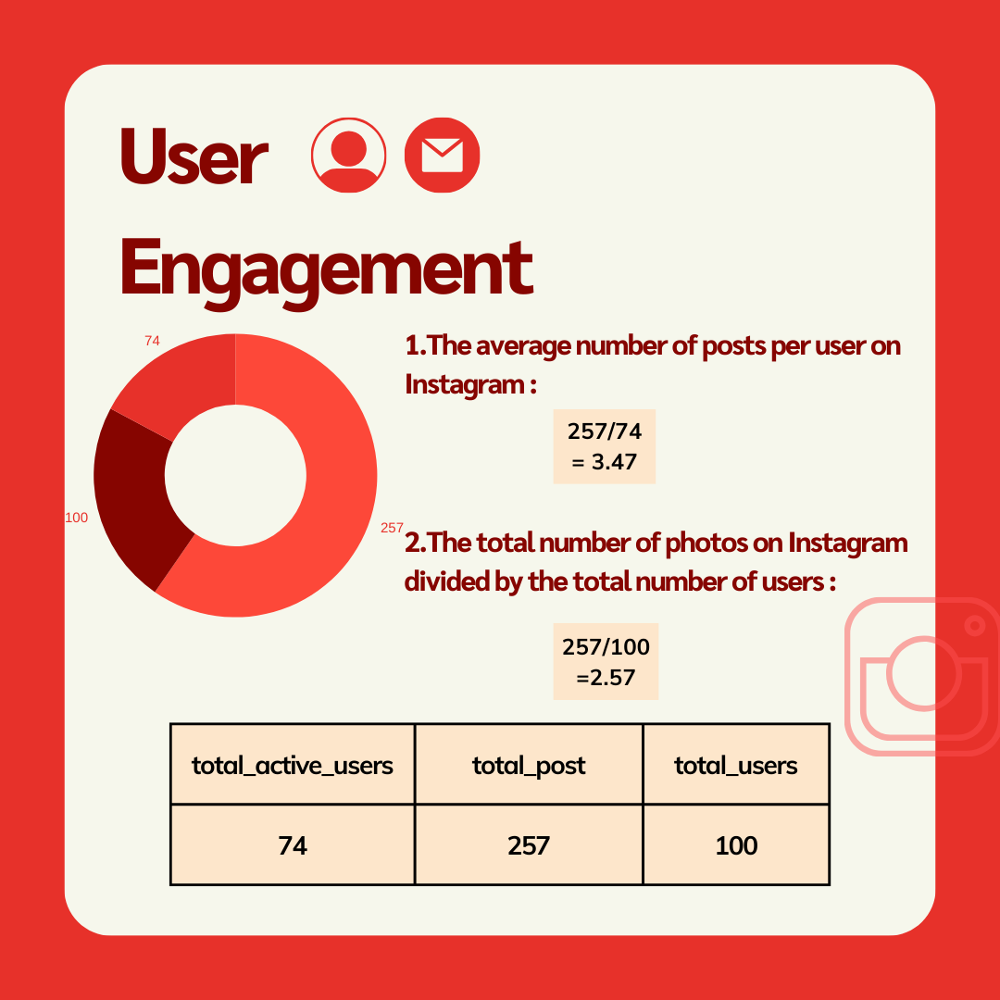 User
Engagement
74
100
257
1.The average number of posts per user on
Instagram :
257/74
= 3.47
2.The total number of photos on Instagram
divided by the total number of users :
257/100
=2.57
total_active_users total_post total_users
74 257 100